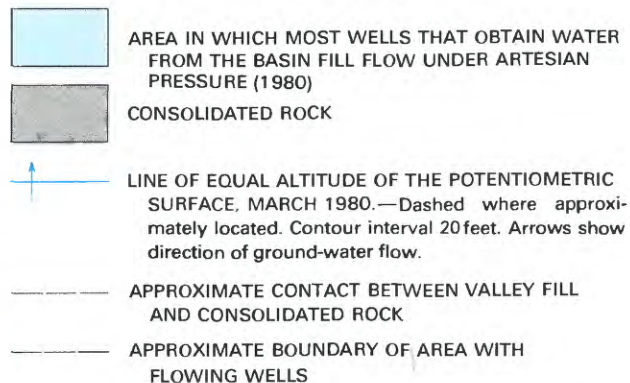 AREA IN WHICH MOST WELLS THAT OBTAIN WATER
FROM THE BASIN FILL FLOW UNDER ARTESIAN
PRESSURE (1980)
CONSOLIDATED ROCK
LINE OF EQUAL ALTITUDE OF THE POTENTIOMETRIC
SURFACE, MARCH 1980.—Dashed where approxi-
mately located. Contour interval 20 feet. Arrows show
direction of ground-water flow.
APPROXIMATE CONTACT BETWEEN VALLEY FILL
AND CONSOLIDATED ROCK
APPROXIMATE BOUNDARY OF AREA WITH
FLOWING WELLS